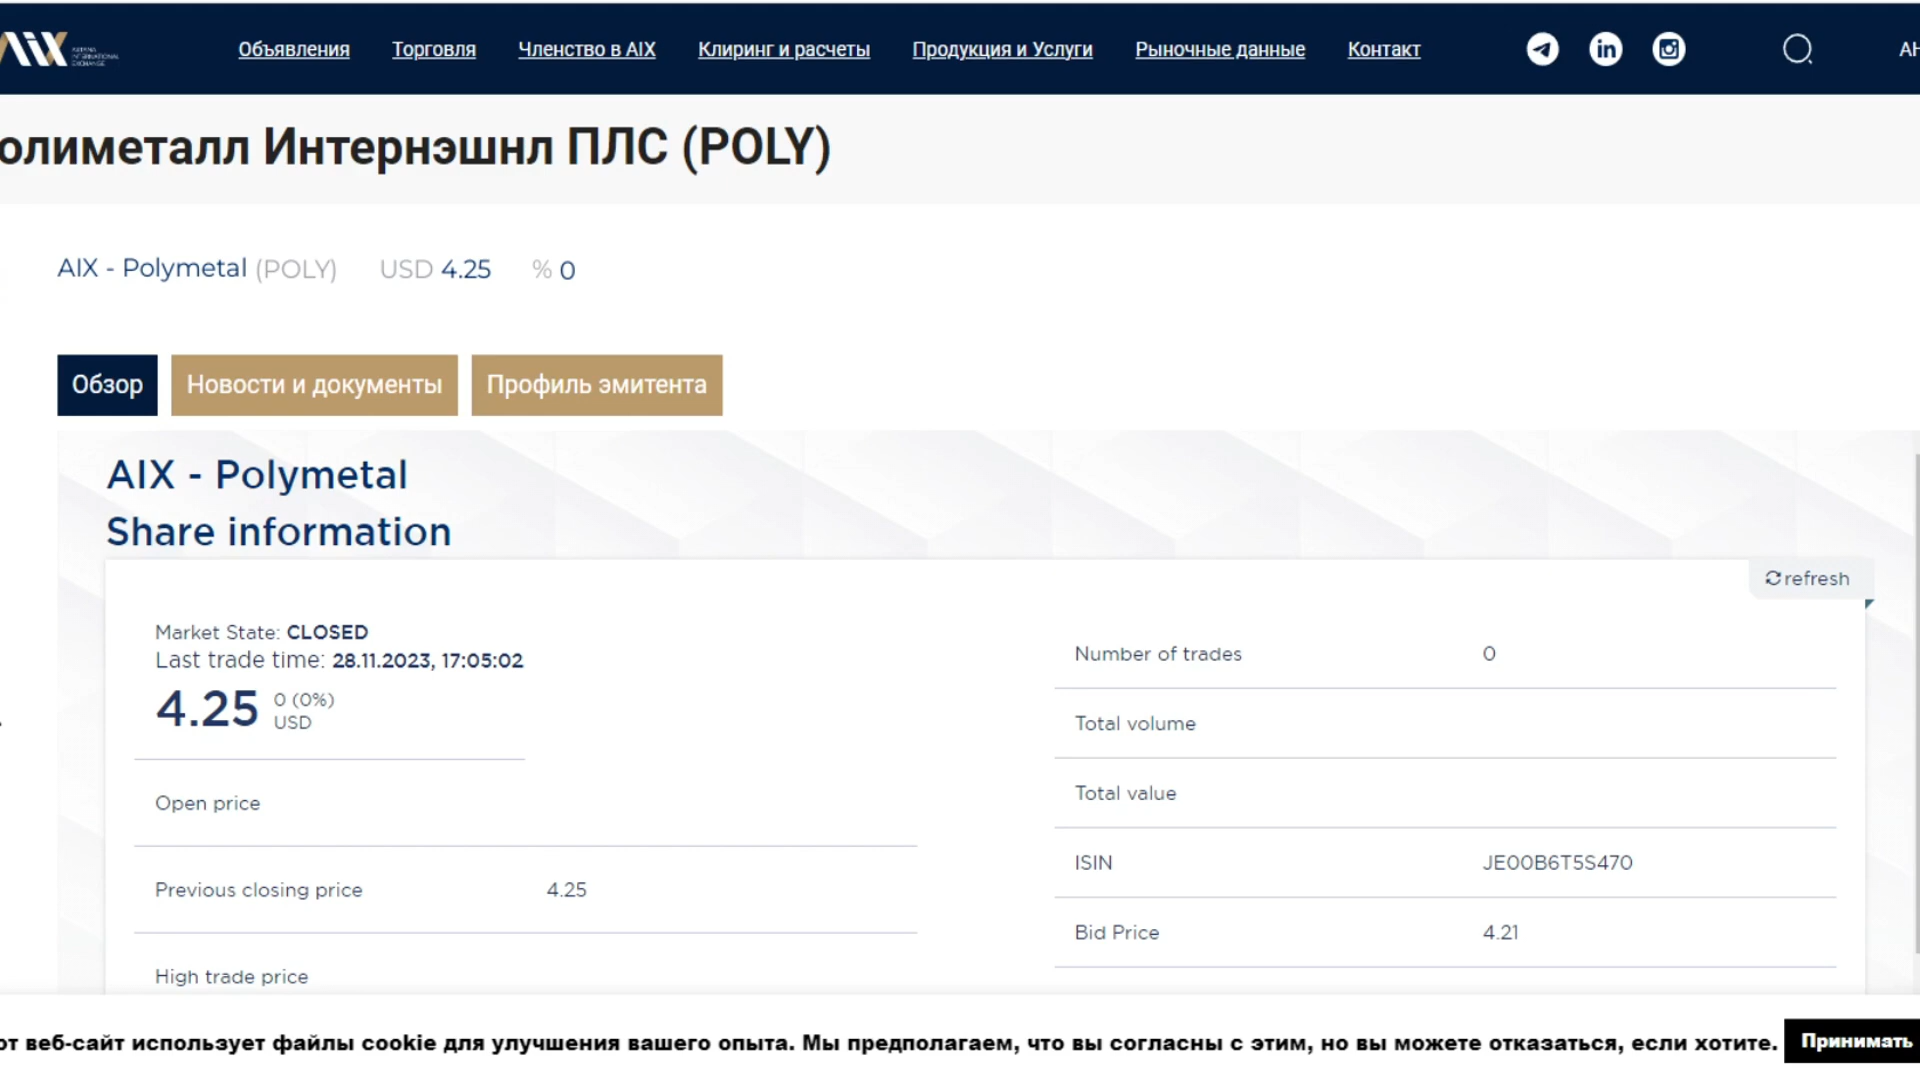 AIX
Объявления Торговля Членство в AIX Клиринг и расчеты Продукция и Услуги Рыночные данные Контакт
олиметалл Интернэшнл ПЛС (POLY)
AIX - Polymetal (POLY) USD 4.25 % 0
Обзор Новости и документы Профиль эмитента
AIX - Polymetal
Share information
refresh
Market State: CLOSED
Last trade time: 28.11.2023, 17:05:02
4.25 0 (0%)
USD
Open price
Previous closing price 4.25
High trade price
Number of trades 0
Total volume
Total value
ISIN JE00B6T5S470
Bid Price 4.21
от веб-сайт использует файлы cookie для улучшения вашего опыта. Мы предполагаем, что вы согласны с этим, но вы можете отказаться, если хотите. Принимать